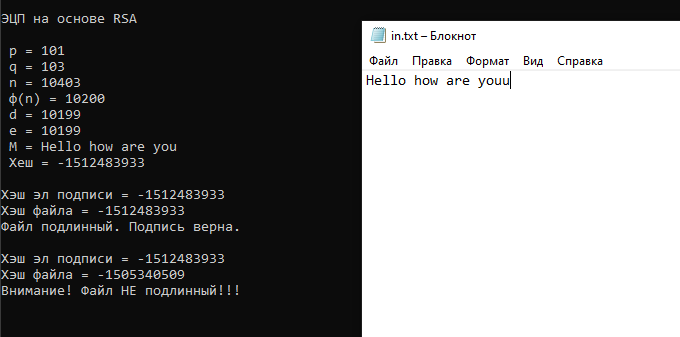 ЭЦП на основе RSA
p = 101
q = 103
n = 10403
ф(n) = 10200
d = 10199
e = 10199
M = Hello how are you
Хеш = -1512483933
Хэш эл подписи = -1512483933
Хэш файла = -1512483933
Файл подлинный. Подпись верна.
Хэш эл подписи = -1512483933
Хэш файла = -1505340509
Внимание! Файл НЕ подлинный!!!
in.txt – Блокнот
Файл Правка Формат Вид Справка
Hello how are youu